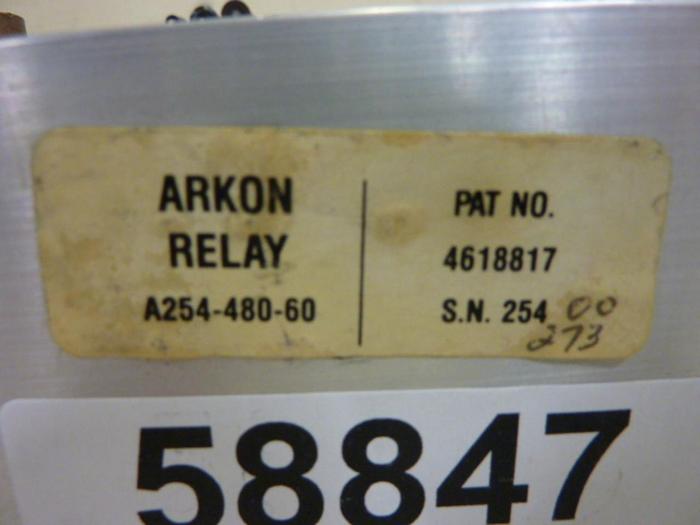 ARKON
RELAY
A254-480-60
PAT NO.
4618817
S.N. 254 00
273
58847